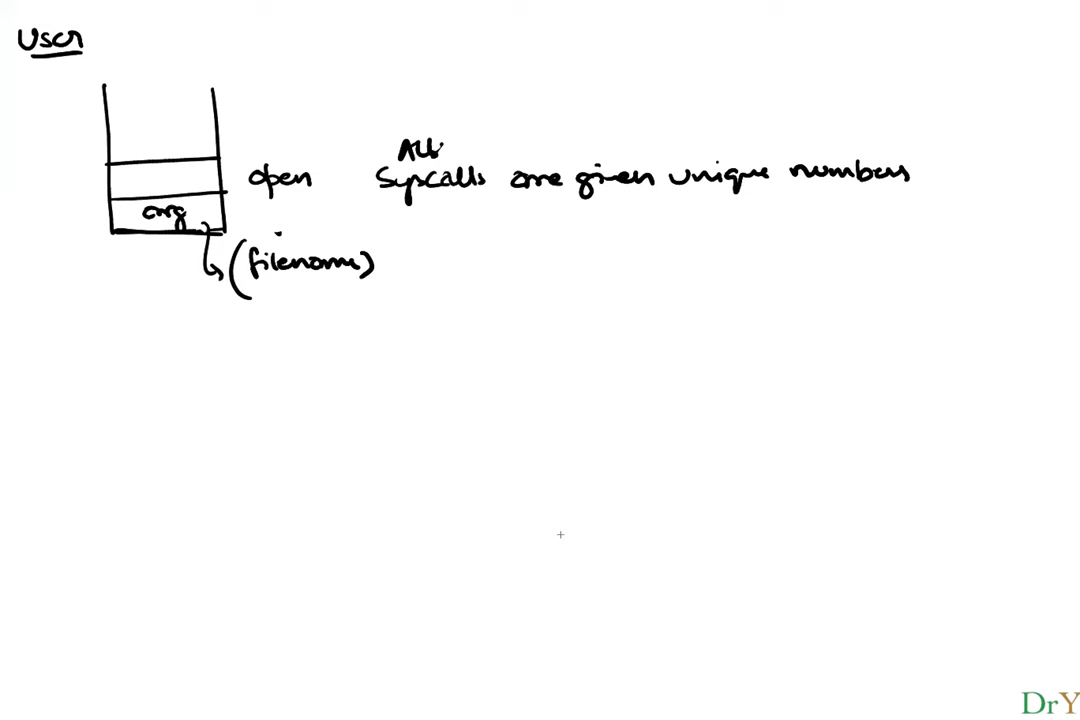 User
All
open Syscalls are given unique numbers
arg
(filename)
DrY